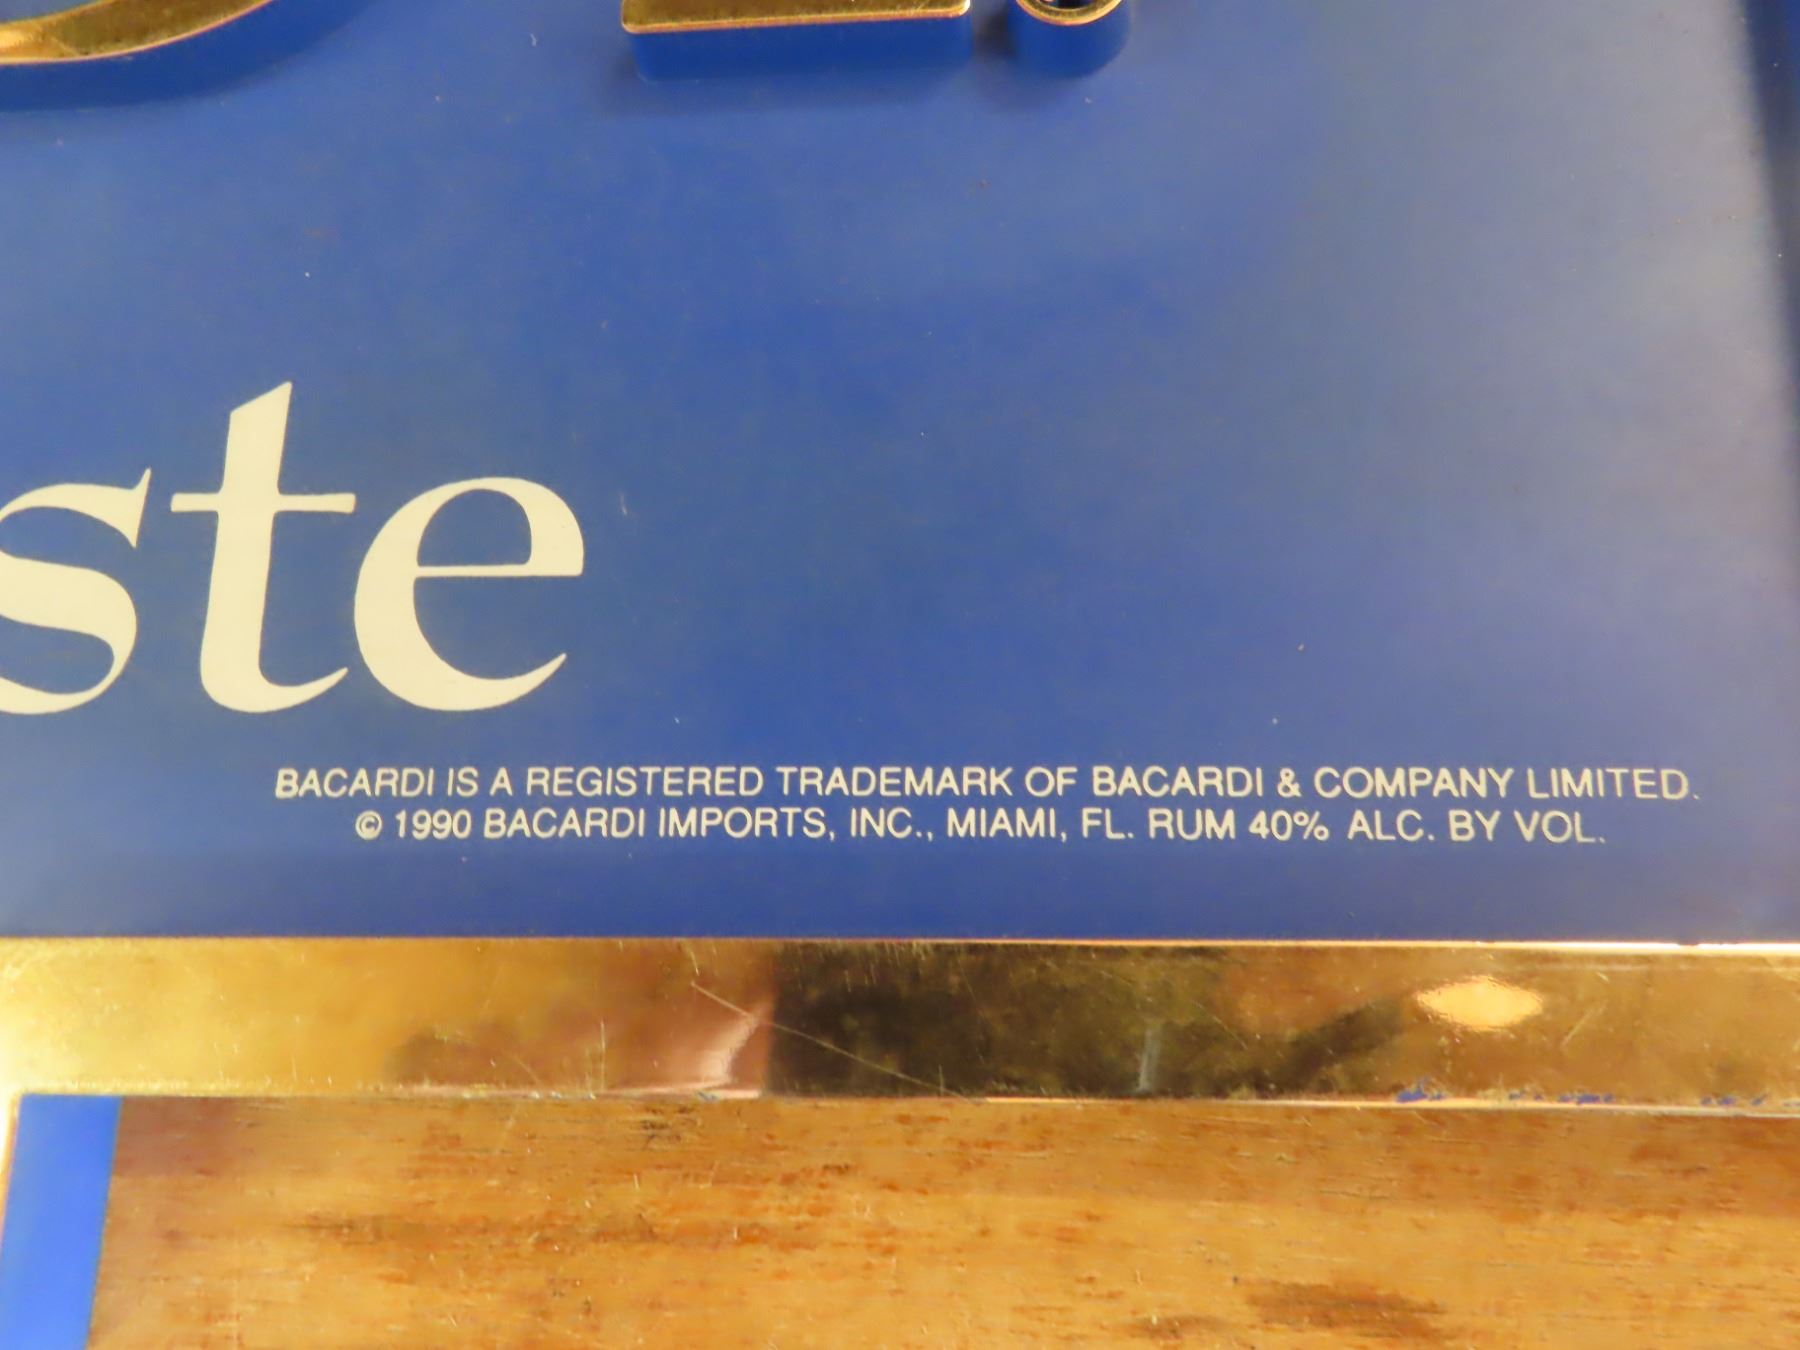 ste
BACARDI IS A REGISTERED TRADEMARK OF BACARDI & COMPANY LIMITED.
© 1990 BACARDI IMPORTS, INC., MIAMI, FL. RUM 40% ALC. BY VOL.